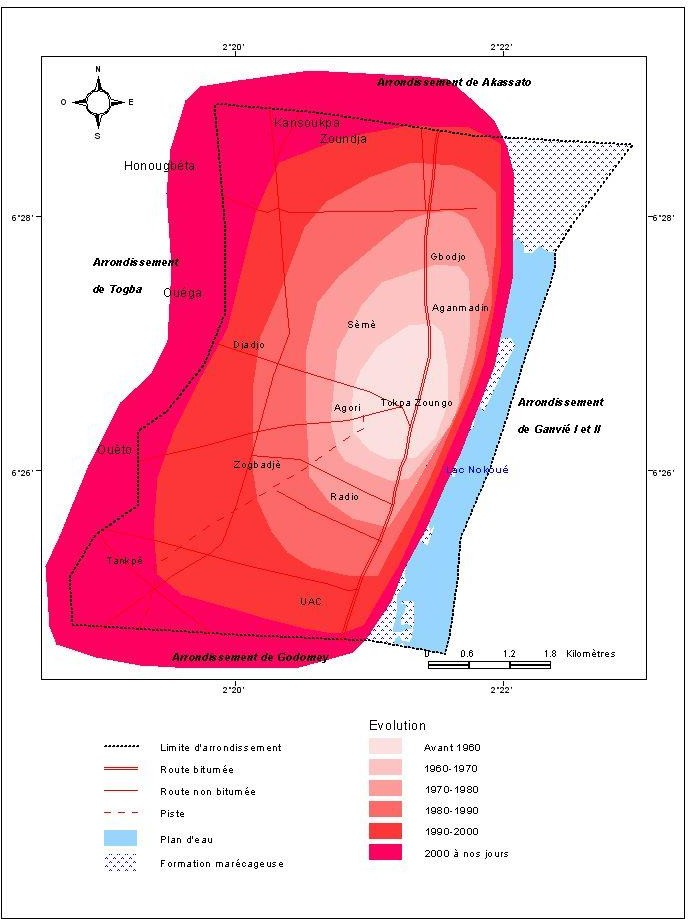 2°20'
2°22'
Arrondissement de Akassato
N
O
E
S
Kansoukpa
Zoundja
Honougbéta
6°28'
6°28'
Gbodjo
Arrondissement
de Togba
Ouéga
Aganmadin
Sèmè
Djadjo
Agori
Tokpa Zoungo
Arrondissement
de Ganvié I et II
Ouéto
Zogbadjè
Lac Nokoué
6°26'
6°26'
Radio
Tankpè
UAC
Arrondissement de Godomey
0
0.6
1.2
1.8
Kilomètres
2°20'
2°22'
Evolution
Limite d'arrondissement
Route bitumée
Route non bitumée
Piste
Plan d'eau
Formation marécageuse
Avant 1960
1960-1970
1970-1980
1980-1990
1990-2000
2000 à nos jours